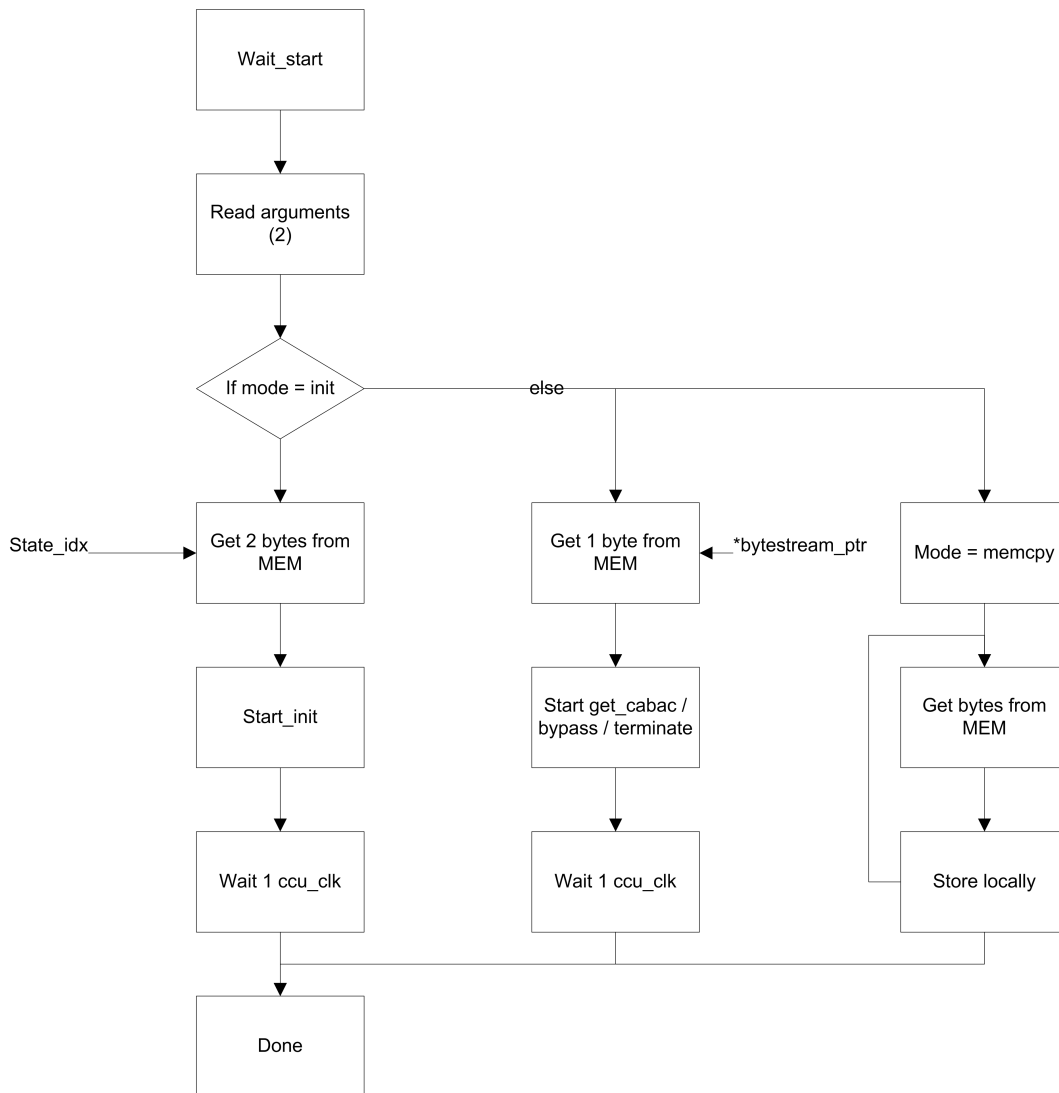 Wait_start
Read arguments
(2)
If mode = init
else
State_idx
Get 2 bytes from
MEM
Get 1 byte from
MEM
*bytestream_ptr
Mode = memcpy
Start_init
Start get_cabac /
bypass / terminate
Get bytes from
MEM
Wait 1 ccu_clk
Wait 1 ccu_clk
Store locally
Done